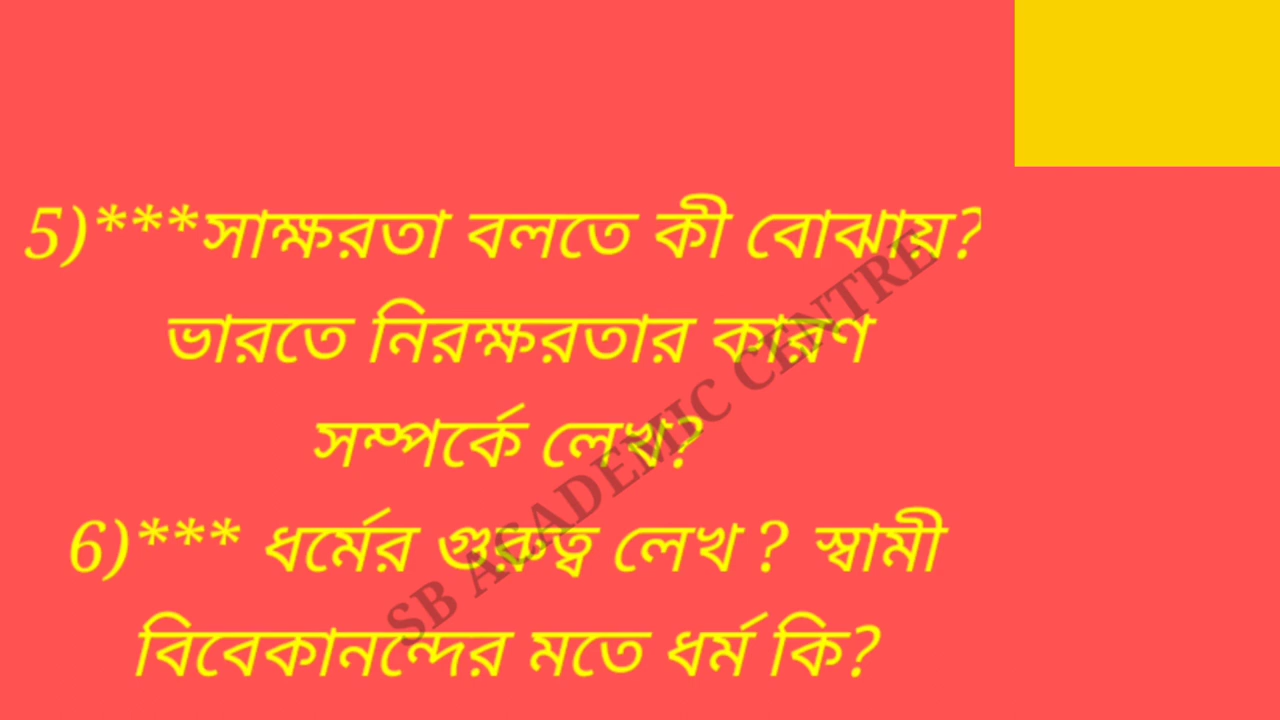 5)***সাক্ষরতা বলতে কী বোঝায়?
ভারতে নিরক্ষরতার কারণ
সম্পর্কে লেখ?
6)*** ধর্মের গুরুত্ব লেখ ? স্বামী
বিবেকানন্দের মতে ধর্ম কি?
SB ACADEMIC CENTRE